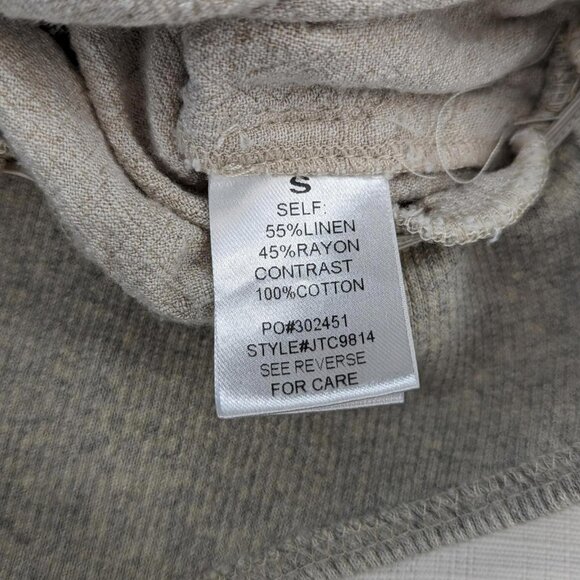 S
SELF:
55%LINEN
45%RAYON
CONTRAST
100%COTTON
PO#302451
STYLE#JTC9814
SEE REVERSE
FOR CARE